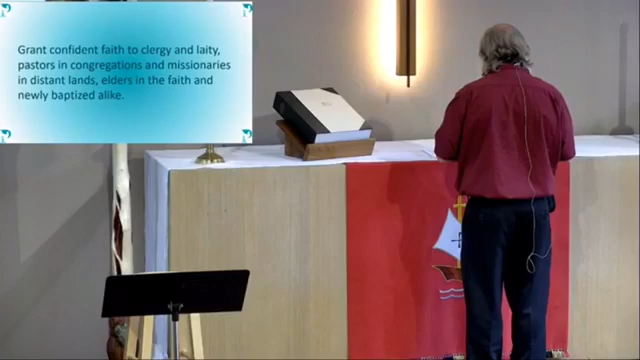 Grant confident faith to clergy and laity,
pastors in congregations and missionaries
in distant lands, elders in the faith and
newly baptized alike.